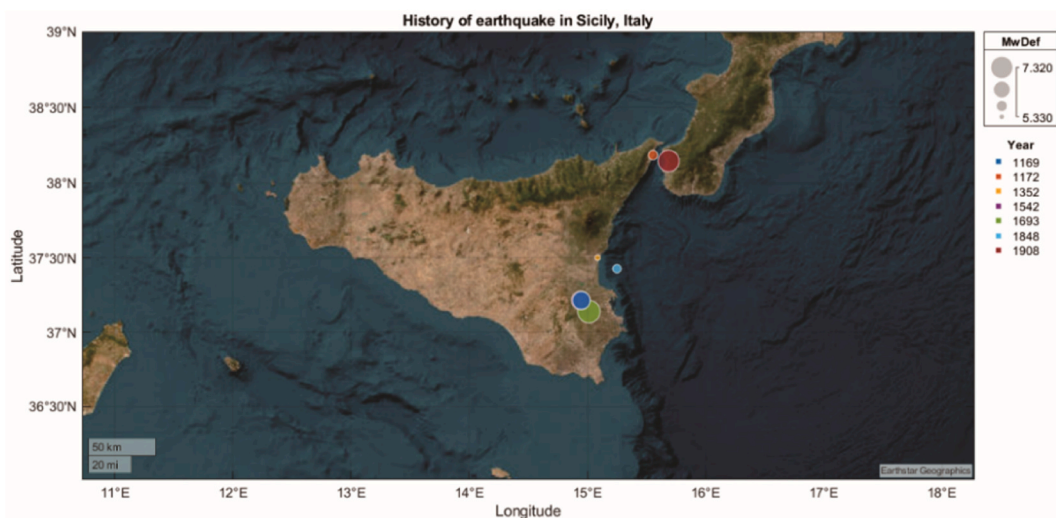 History of earthquake in Sicily, Italy
39°N
38°30'N
38°N
37°30'N
37°N
36°30'N
Latitude
11°E 12°E 13°E 14°E 15°E 16°E 17°E 18°E
Longitude
50 km
20 mi
Earthstar Geographics
MwDef
7.320
5.330
Year
1169
1172
1352
1542
1693
1848
1908